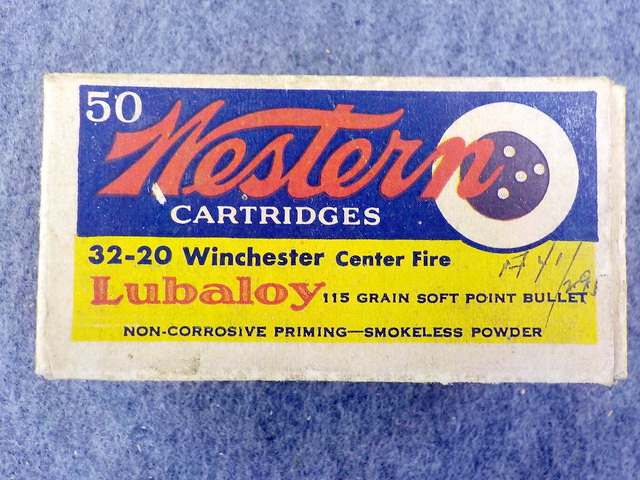 50
Western
CARTRIDGES
32-20 Winchester Center Fire
Lubaloy 115 GRAIN SOFT POINT BULLET
NON-CORROSIVE PRIMING—SMOKELESS POWDER